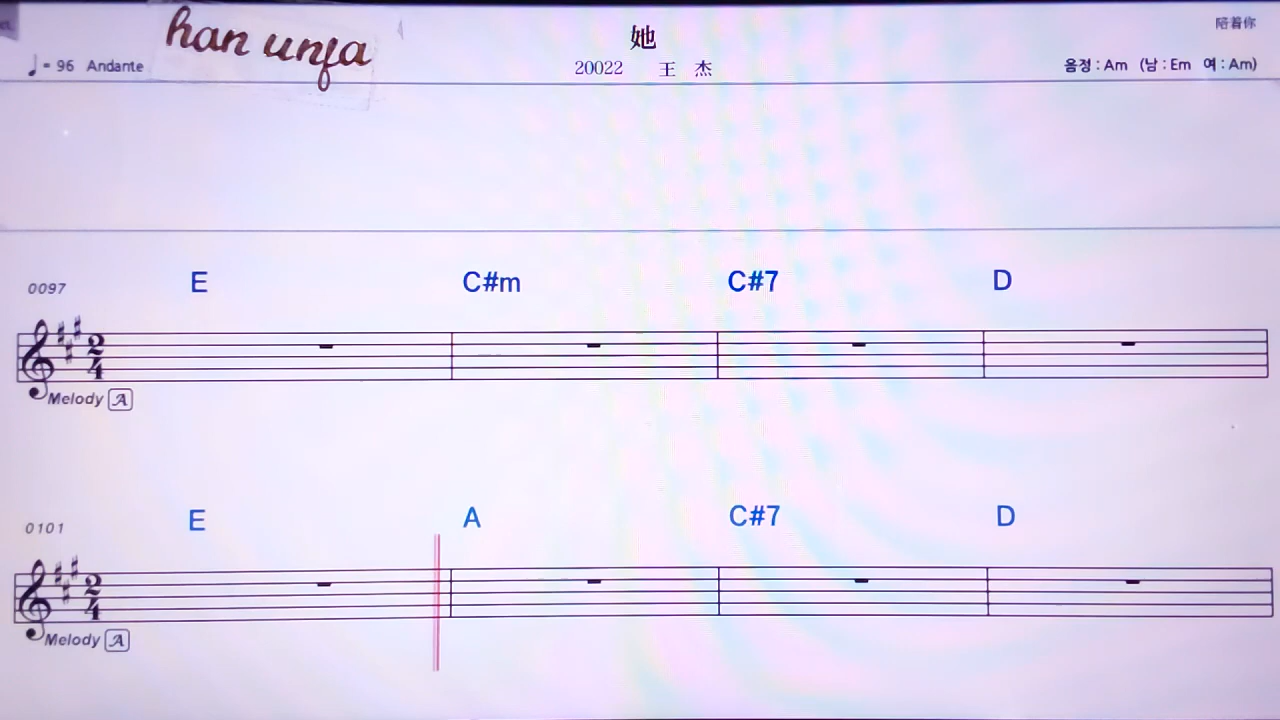 han unfa
她
陪着你
♩= 96 Andante
20022 王 杰
음정 : Am (남 : Em 여 : Am)
0097 E C#m C#7 D
2/4
Melody A
0101 E A C#7 D
2/4
Melody A